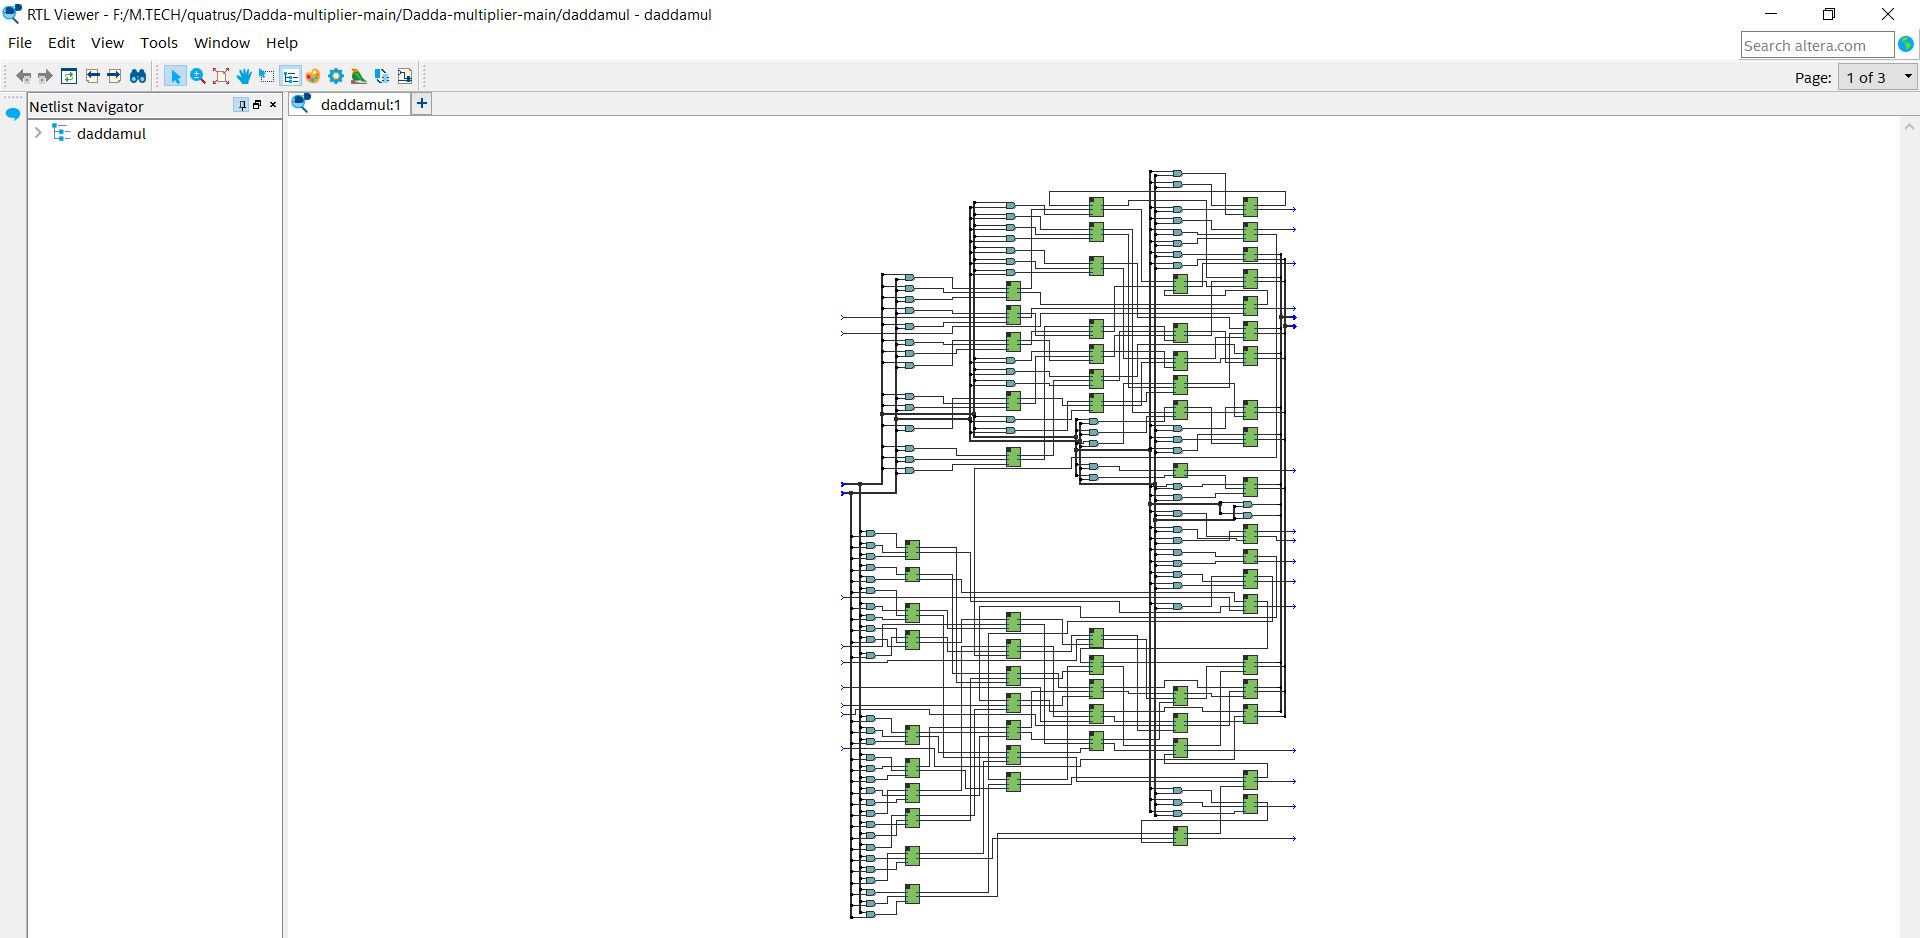 RTL Viewer - F:/M.TECH/quatrus/Dadda-multiplier-main/Dadda-multiplier-main/daddamul - daddamul
File Edit View Tools Window Help
Search altera.com
Page: 1 of 3
Netlist Navigator
daddamul:1
daddamul